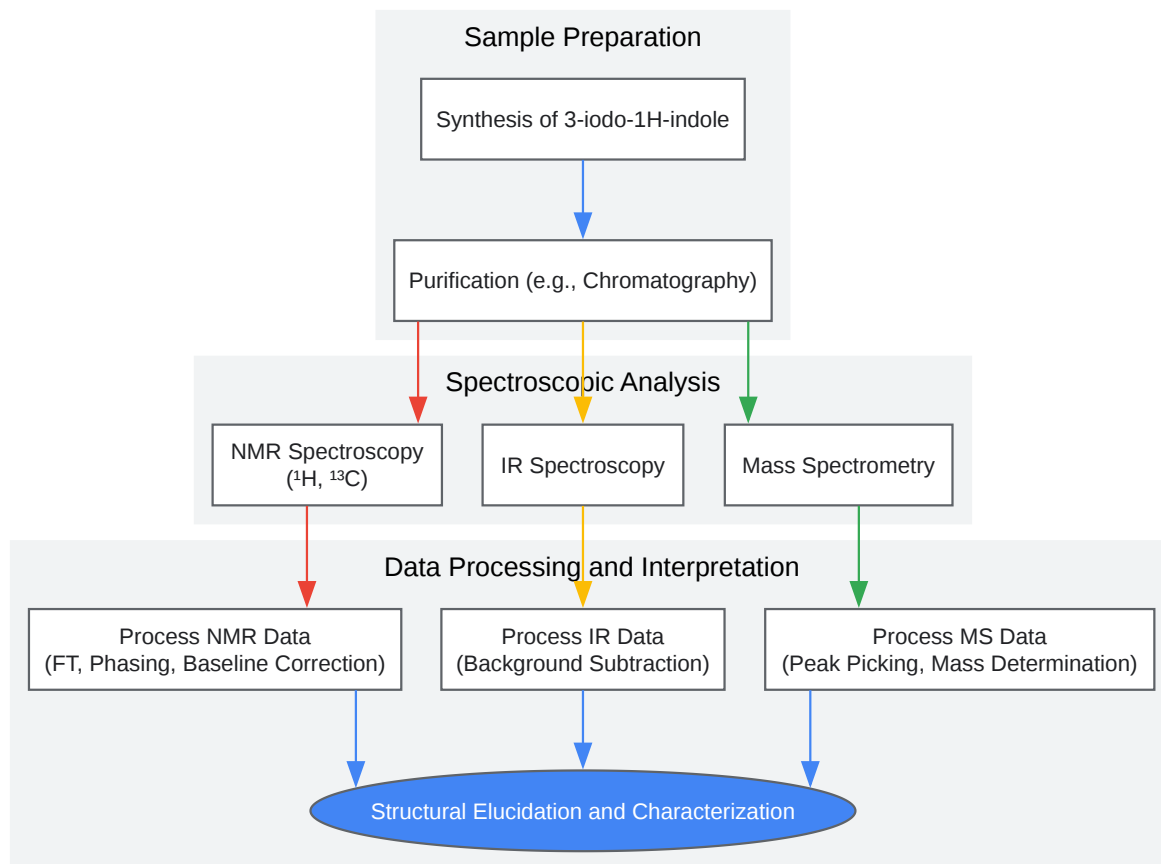 Sample Preparation
Synthesis of 3-iodo-1H-indole
Purification (e.g., Chromatography)
Spectroscopic Analysis
NMR Spectroscopy
(¹H, ¹³C)
IR Spectroscopy
Mass Spectrometry
Data Processing and Interpretation
Process NMR Data
(FT, Phasing, Baseline Correction)
Process IR Data
(Background Subtraction)
Process MS Data
(Peak Picking, Mass Determination)
Structural Elucidation and Characterization